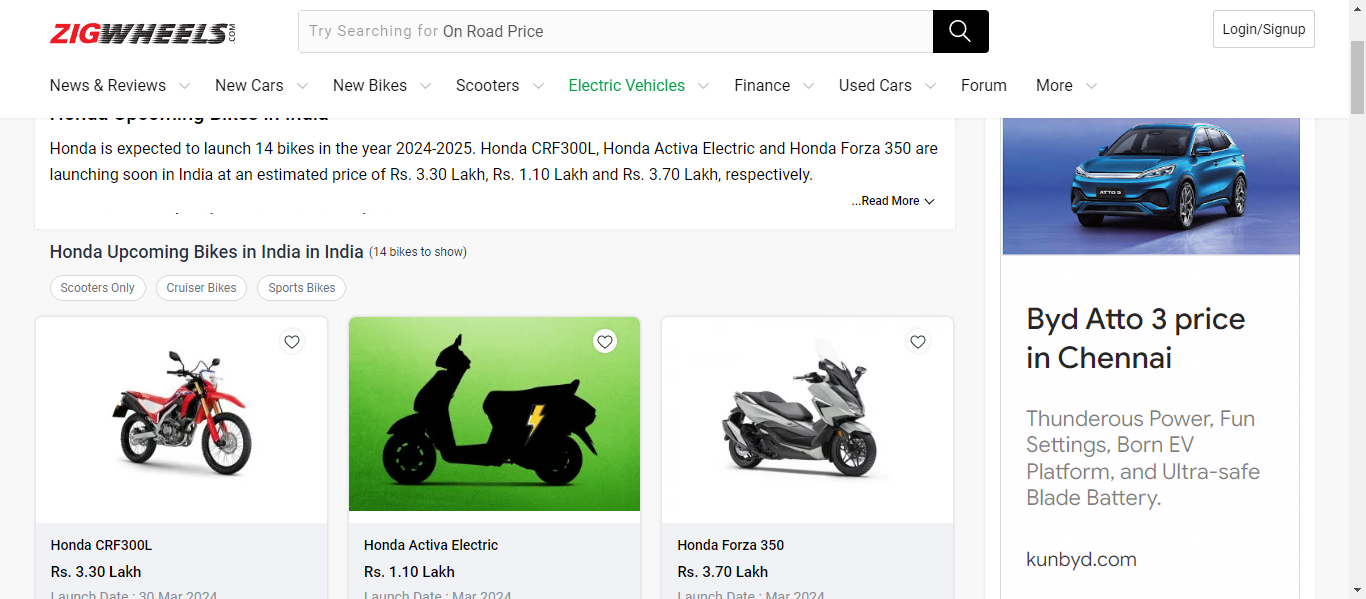 ZIGWHEELS.COM
Try Searching for On Road Price
Login/Signup
News & Reviews
New Cars
New Bikes
Scooters
Electric Vehicles
Finance
Used Cars
Forum
More
Honda Upcoming Bikes in India
Honda is expected to launch 14 bikes in the year 2024-2025. Honda CRF300L, Honda Activa Electric and Honda Forza 350 are
launching soon in India at an estimated price of Rs. 3.30 Lakh, Rs. 1.10 Lakh and Rs. 3.70 Lakh, respectively.
...Read More
Honda Upcoming Bikes in India in India (14 bikes to show)
Scooters Only
Cruiser Bikes
Sports Bikes
Honda CRF300L
Rs. 3.30 Lakh
Launch Date : 30 Mar 2024
Honda Activa Electric
Rs. 1.10 Lakh
Launch Date : Mar 2024
Honda Forza 350
Rs. 3.70 Lakh
Launch Date : Mar 2024
ATTO 3
Byd Atto 3 price
in Chennai
Thunderous Power, Fun
Settings, Born EV
Platform, and Ultra-safe
Blade Battery.
kunbyd.com